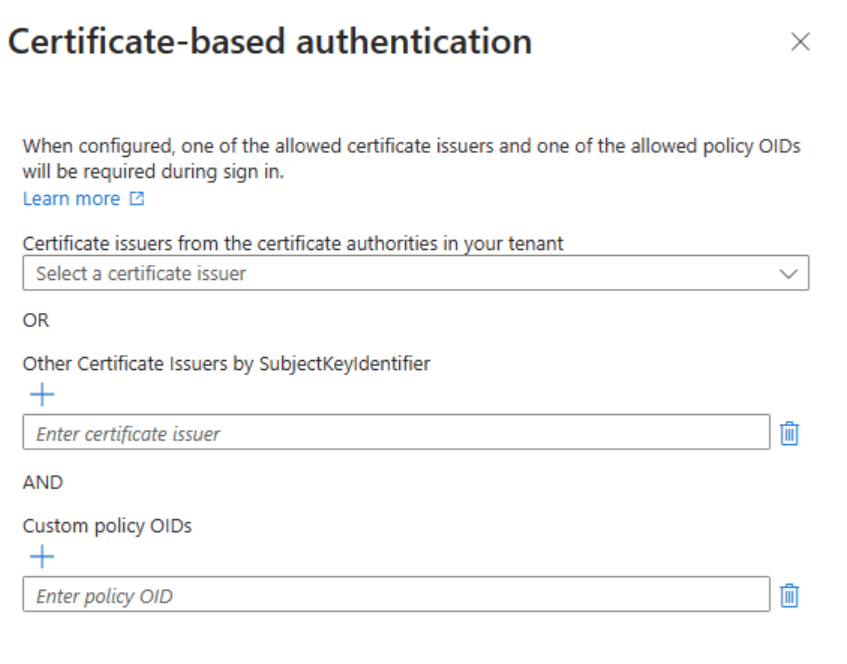 Certificate-based authentication
When configured, one of the allowed certificate issuers and one of the allowed policy OIDs
will be required during sign in.
Learn more
Certificate issuers from the certificate authorities in your tenant
Select a certificate issuer
OR
Other Certificate Issuers by SubjectKeyIdentifier
Enter certificate issuer
AND
Custom policy OIDs
Enter policy OID